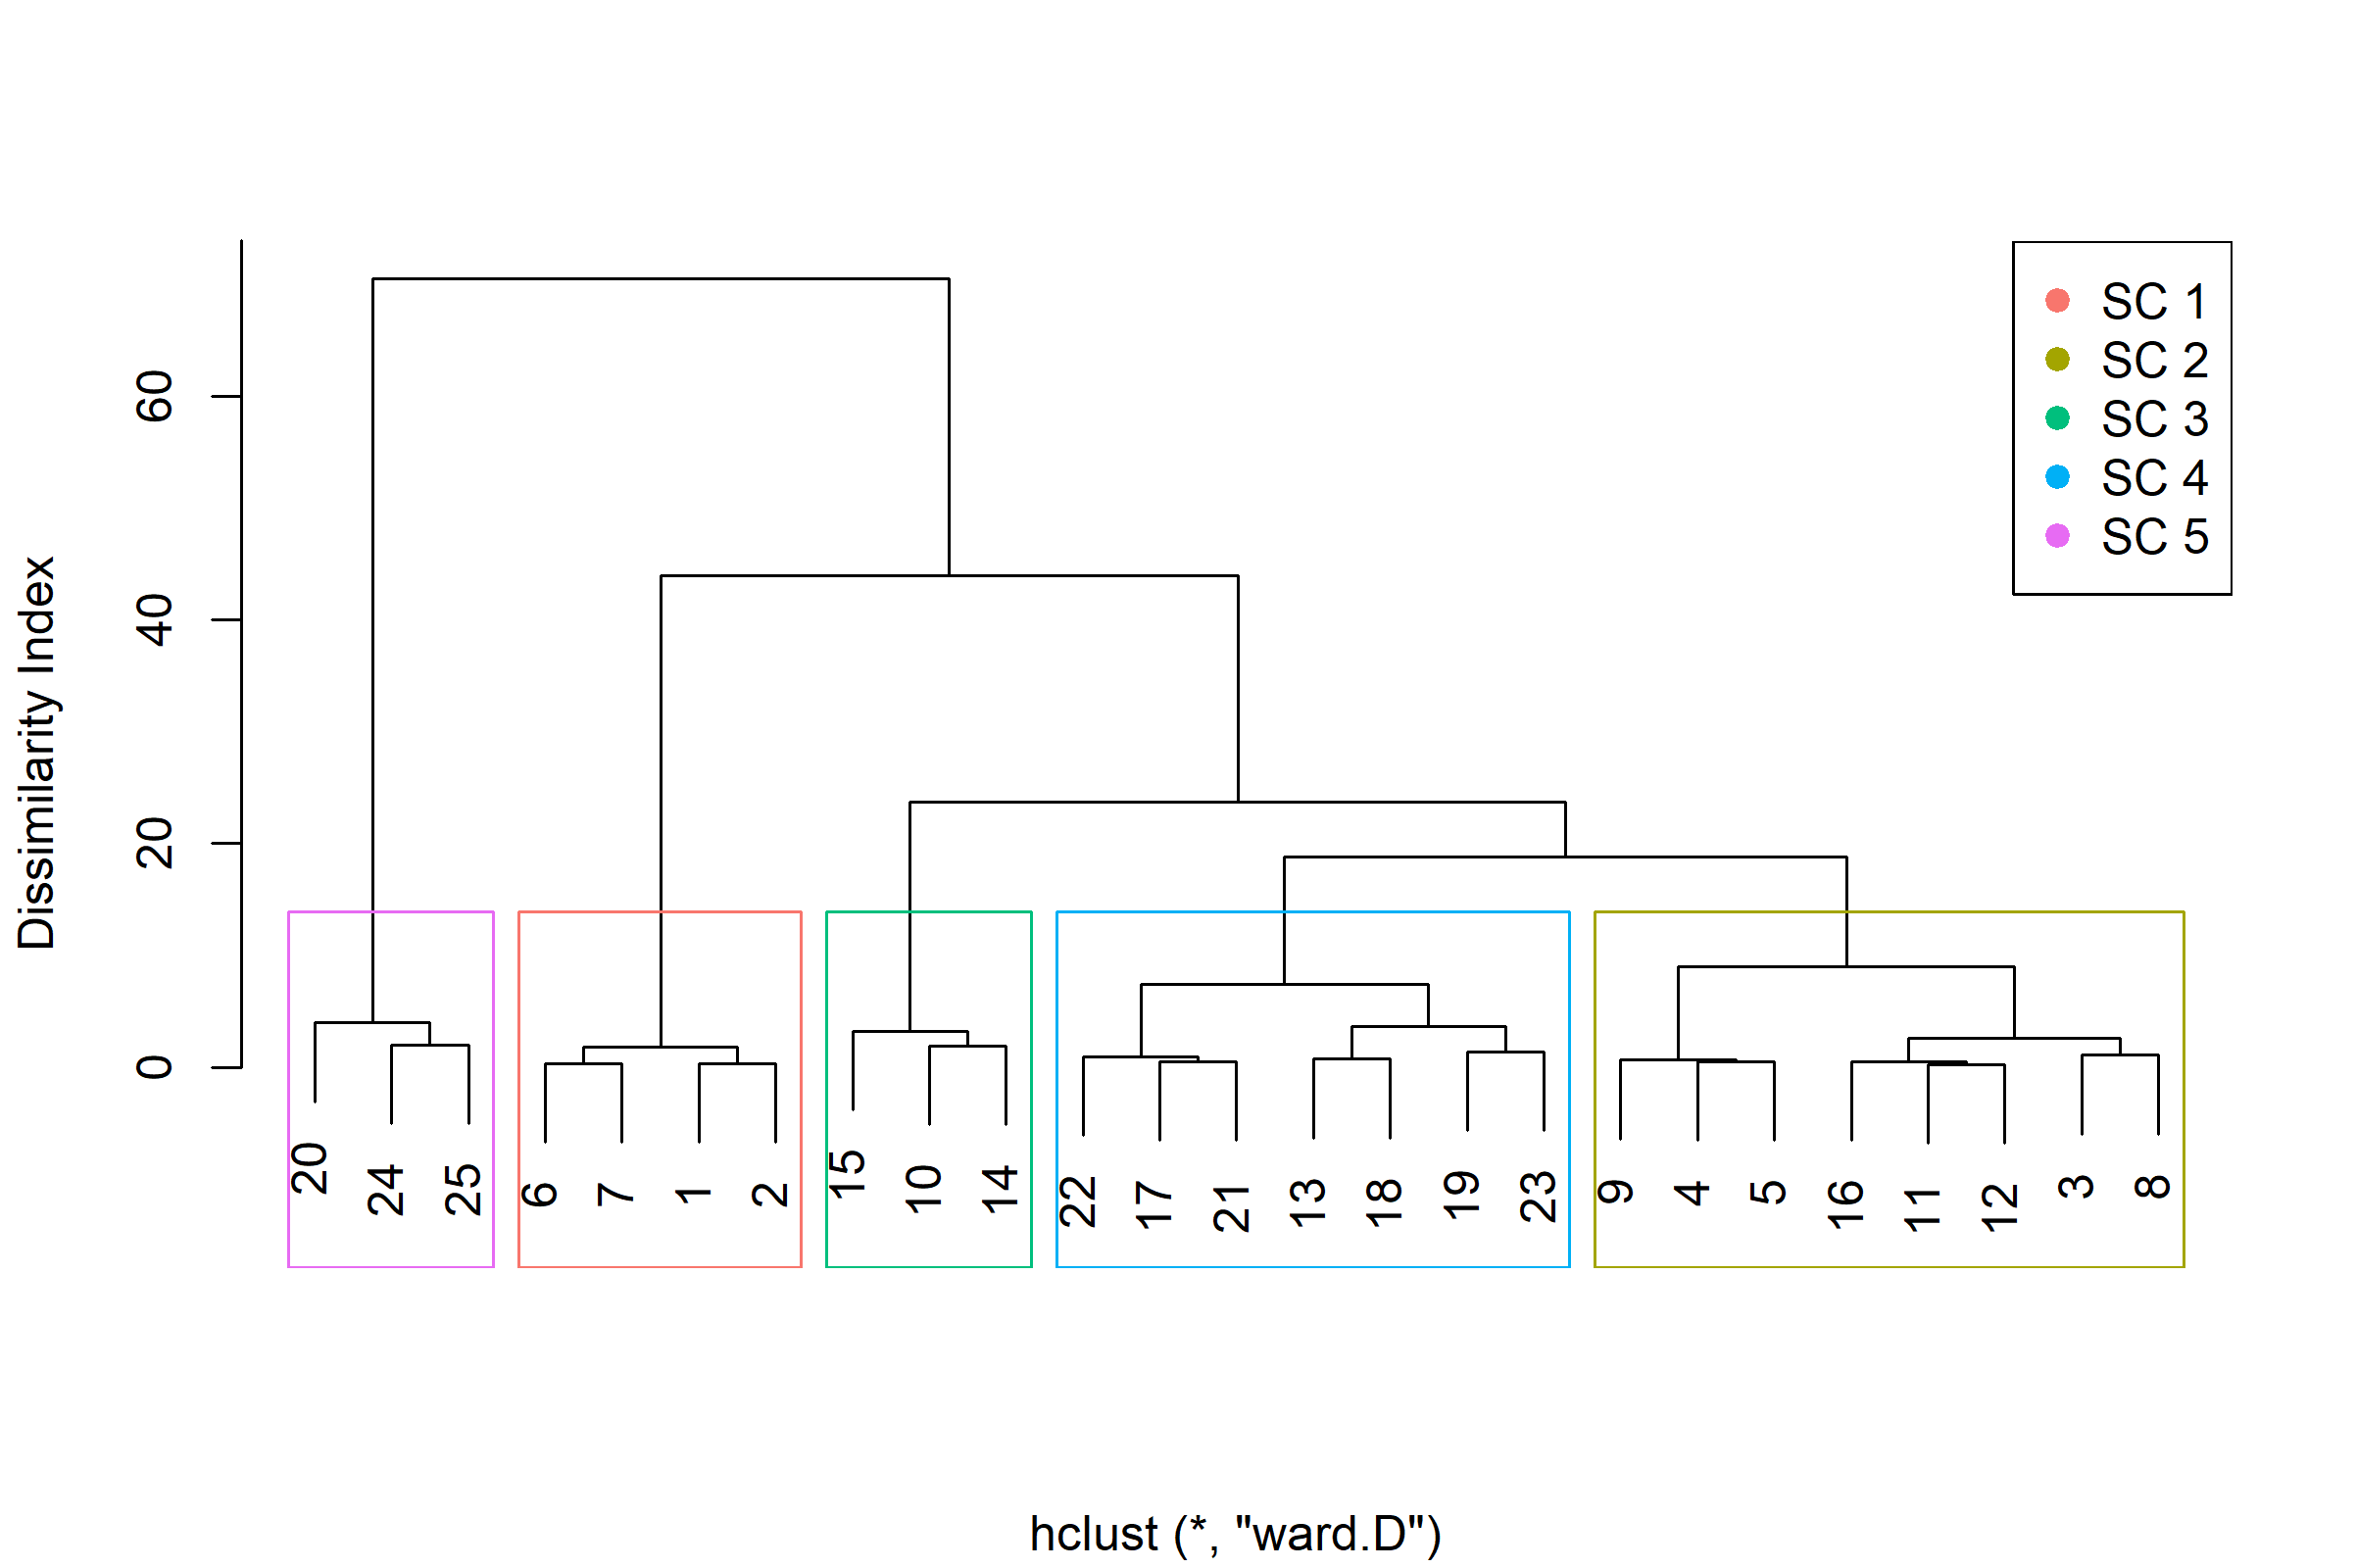 Dissimilarity Index
60
40
20
0
SC 1
SC 2
SC 3
SC 4
SC 5
20 24 25 6 7 1 2 15 10 14 22 17 21 13 18 19 23 9 4 5 16 11 12 3 8
hclust (*, "ward.D")